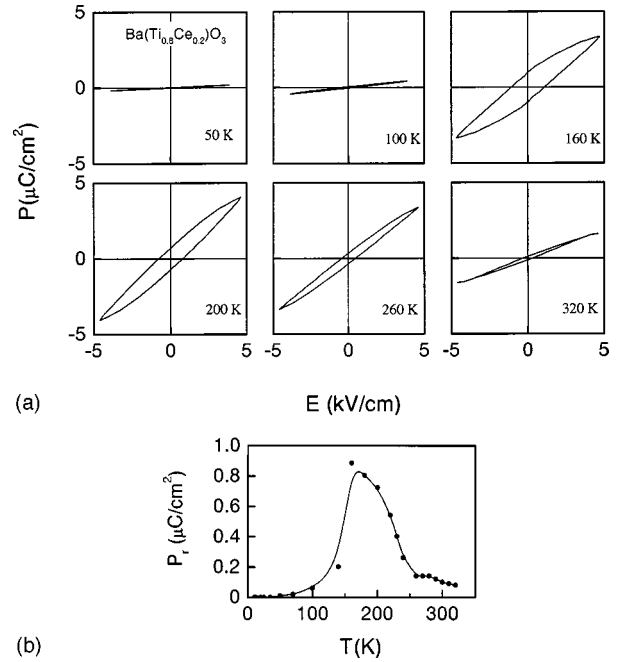 Ba(Ti0.8Ce0.2)O3
P(μC/cm2)
5
0
-5
50 K
100 K
160 K
5
0
-5
200 K
260 K
320 K
-5 0 5 -5 0 5 -5 0 5
(a)
E (kV/cm)
1.0
0.8
0.6
0.4
0.2
0
Pr (μC/cm2)
0 100 200 300
T(K)
(b)